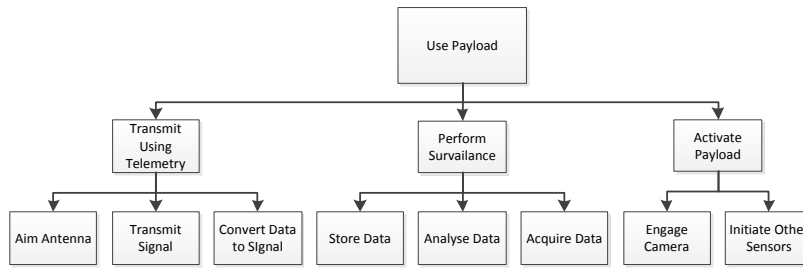 Use Payload
Transmit
Using
Telemetry
Perform
Survailance
Activate
Payload
Aim Antenna
Transmit
Signal
Convert Data
to SIgnal
Store Data
Analyse Data
Acquire Data
Engage
Camera
Initiate Other
Sensors